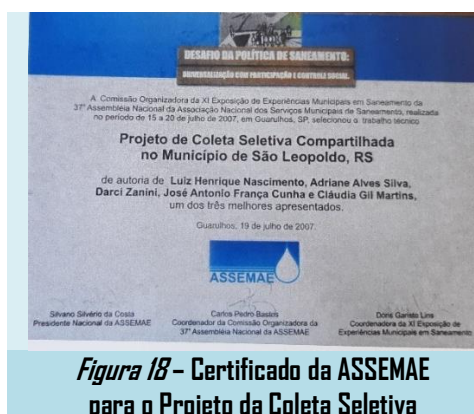 DESAFIO DA POLÍTICA DE SANEAMENTO:
UNIVERSALIZAÇÃO COM PARTICIPAÇÃO E CONTROLE SOCIAL.
A Comissão Organizadora da XI Exposição de Experiências Municipais em Saneamento da
37ª Assembléia Nacional da Associação Nacional dos Serviços Municipais de Saneamento, realizada
no período de 15 a 20 de julho de 2007, em Guarulhos, SP, selecionou o trabalho técnico
Projeto de Coleta Seletiva Compartilhada
no Município de São Leopoldo, RS
de autoria de Luiz Henrique Nascimento, Adriane Alves Silva,
Darci Zanini, José Antonio França Cunha e Cláudia Gil Martins,
um dos três melhores apresentados.
Guarulhos, 19 de julho de 2007.
ASSEMAE
Silvano Silvério da Costa
Presidente Nacional da ASSEMAE
Carlos Pedro Bastos
Coordenador da Comissão Organizadora da
37ª Assembléia Nacional da ASSEMAE
Lins
Coordenadora da XI Exposição de
Experiências Municipais em Saneamento
Figura 18 – Certificado da ASSEMAE
para o Projeto da Coleta Seletiva